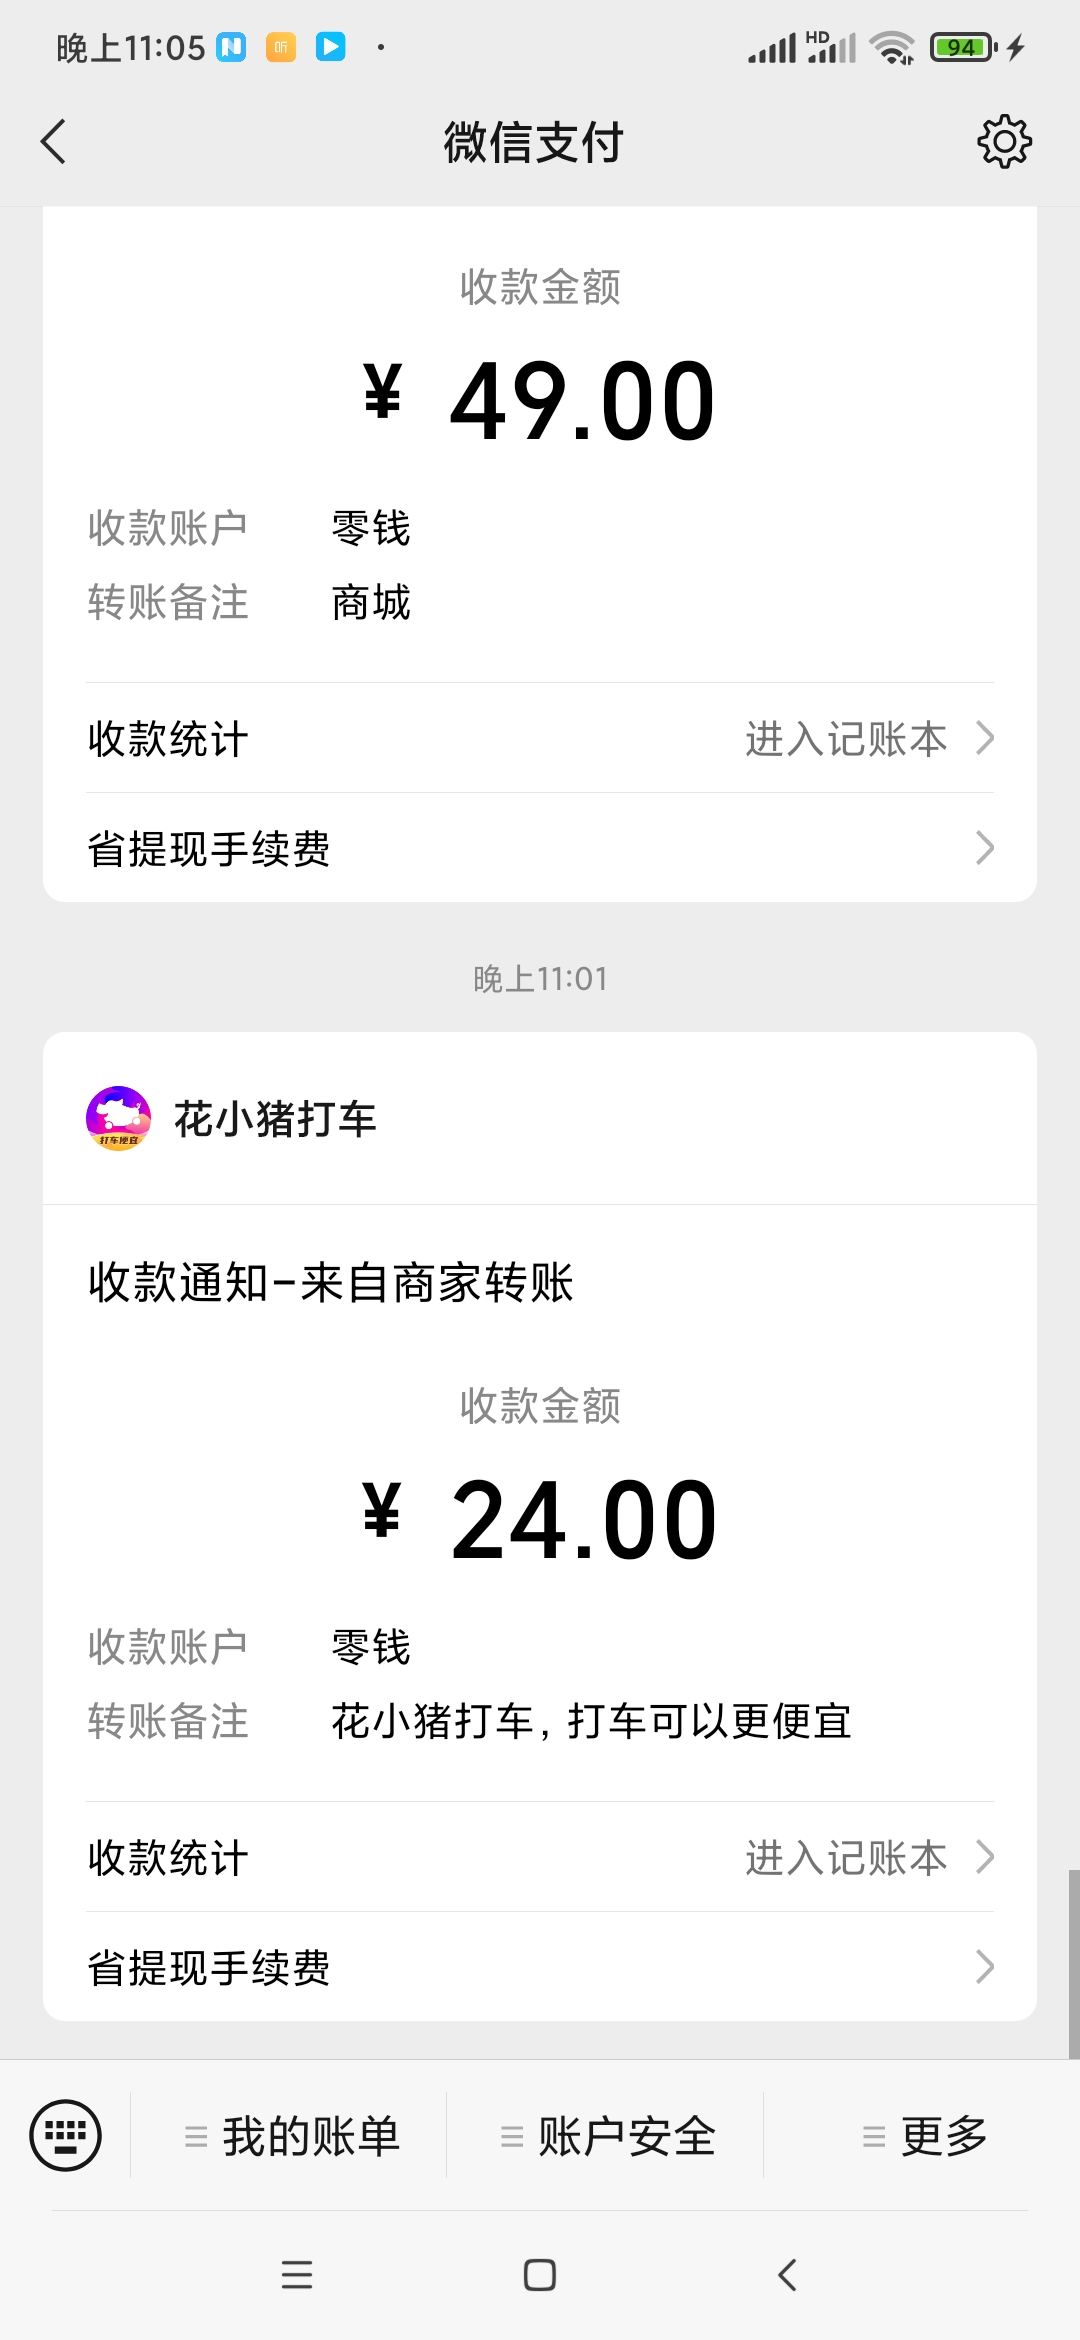 晚上11:05
HD
94
微信支付
收款金额
¥ 49.00
收款账户 零钱
转账备注 商城
收款统计 进入记账本
省提现手续费
晚上11:01
打车便宜
花小猪打车
收款通知-来自商家转账
收款金额
¥ 24.00
收款账户 零钱
转账备注 花小猪打车, 打车可以更便宜
收款统计 进入记账本
省提现手续费
我的账单 账户安全 更多